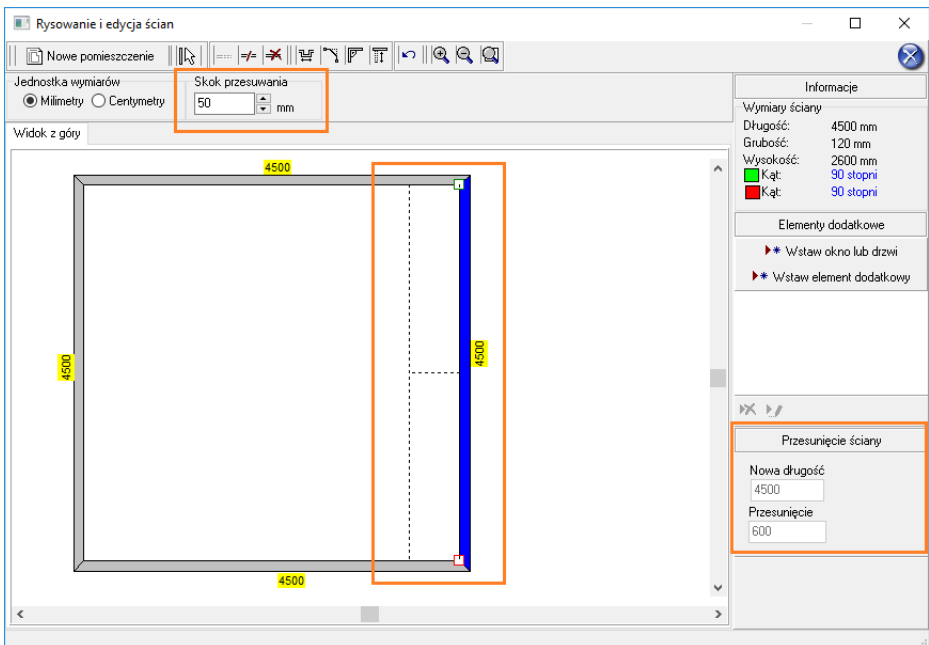 Rysowanie i edycja ścian
Nowe pomieszczenie
Jednostka wymiarów
Milimetry
Centymetry
Skok przesuwania
50
mm
Widok z góry
4500
4500
4500
4500
Informacje
Wymiary ściany
Długość: 4500 mm
Grubość: 120 mm
Wysokość: 2600 mm
Kąt: 90 stopni
Kąt: 90 stopni
Elementy dodatkowe
Wstaw okno lub drzwi
Wstaw element dodatkowy
Przesunięcie ściany
Nowa długość
4500
Przesunięcie
600